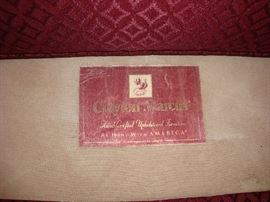 Clayton Marcus
Hand Crafted Upholstered Furniture
At Home With AMERICA